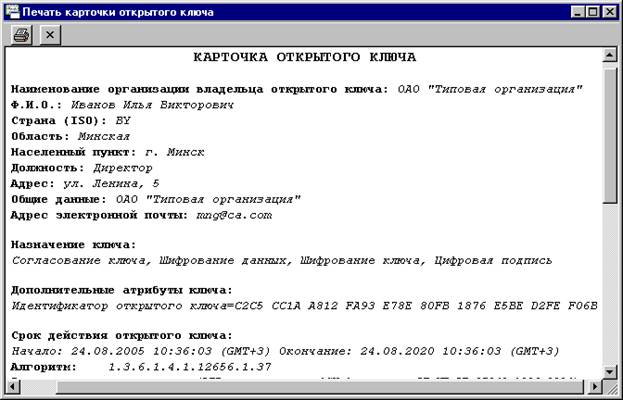 Печать карточки открытого ключа
КАРТОЧКА ОТКРЫТОГО КЛЮЧА
Наименование организации владельца открытого ключа: ОАО "Типовая организация"
Ф.И.О.: Иванов Илья Викторович
Страна (ISO): BY
Область: Минская
Населенный пункт: г. Минск
Должность: Директор
Адрес: ул. Ленина, 5
Общие данные: ОАО "Типовая организация"
Адрес электронной почты: mng@ca.com
Назначение ключа:
Согласование ключа, Шифрование данных, Шифрование ключа, Цифровая подпись
Дополнительные атрибуты ключа:
Идентификатор открытого ключа=C2C5 CC1A A812 FA93 E78E 80FB 1876 E5BE D2FE F06B
Срок действия открытого ключа:
Начало: 24.08.2005 10:36:03 (GMT+3) Окончание: 24.08.2020 10:36:03 (GMT+3)
Алгоритм: 1.3.6.1.4.1.12656.1.37